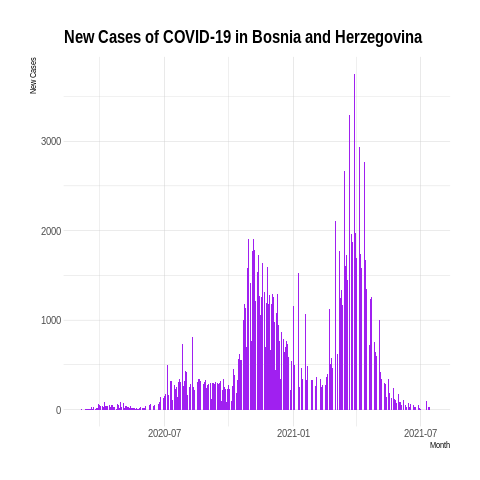 New Cases of COVID-19 in Bosnia and Herzegovina
New Cases
3000
2000
1000
0
2020-07
2021-01
2021-07
Month